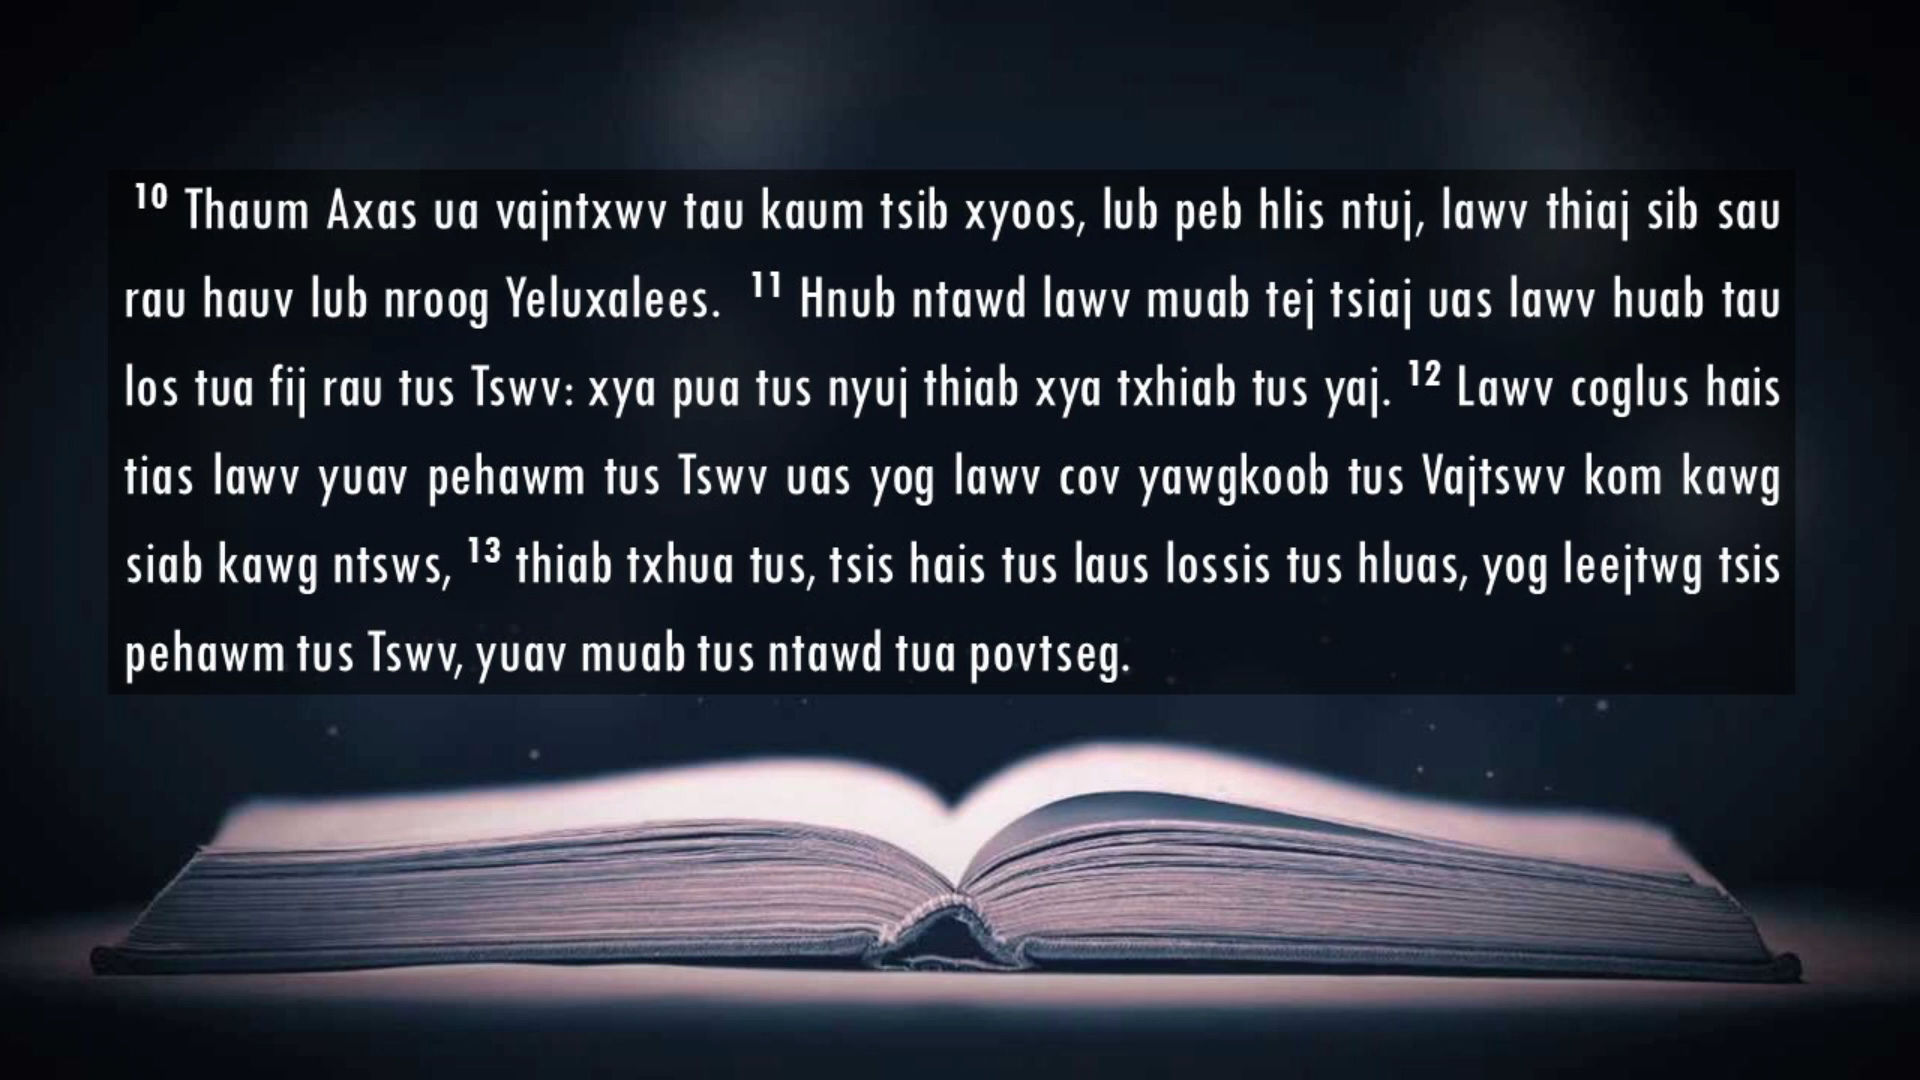 10 Thaum Axas ua vajntxwv tau kaum tsib xyoos, lub peb hlis ntuj, lawv thiaj sib sau
rau hauv lub nroog Yeluxalees. 11 Hnub ntawd lawv muab tej tsiaj uas lawv huab tau
los tua fij rau tus Tswv: xya pua tus nyuj thiab xya txhiab tus yaj. 12 Lawv coglus hais
tias lawv yuav pehawm tus Tswv uas yog lawv cov yawgkoob tus Vajtswv kom kawg
siab kawg ntsws, 13 thiab txhua tus, tsis hais tus laus lossis tus hluas, yog leejtwg tsis
pehawm tus Tswv, yuav muab tus ntawd tua povtseg.